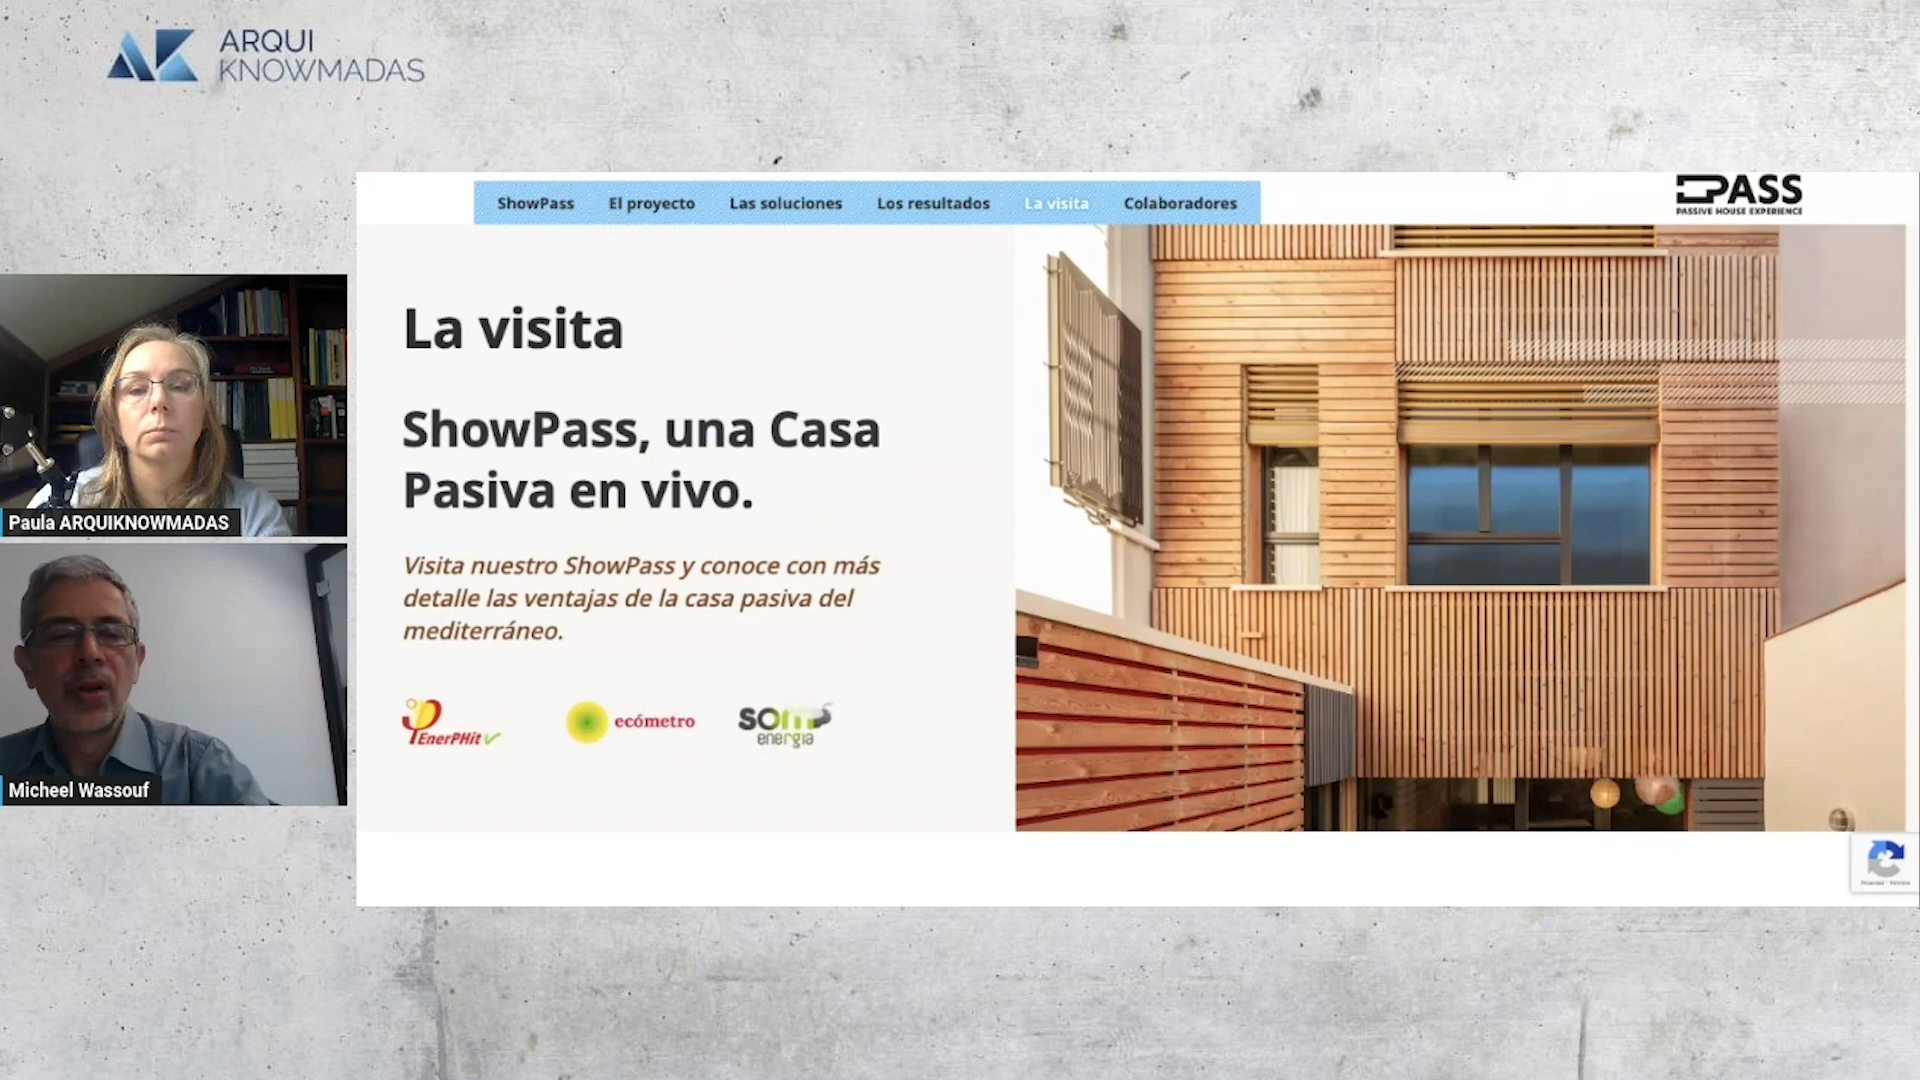 ARQUI
KNOWMADAS
ShowPass El proyecto Las soluciones Los resultados La visita Colaboradores
PASS
PASSIVE HOUSE EXPERIENCE
La visita
ShowPass, una Casa
Pasiva en vivo.
Visita nuestro ShowPass y conoce con más
detalle las ventajas de la casa pasiva del
mediterráneo.
EnerPHit
ecómetro
som
energia
Paula ARQUIKNOWMADAS
Micheel Wassouf